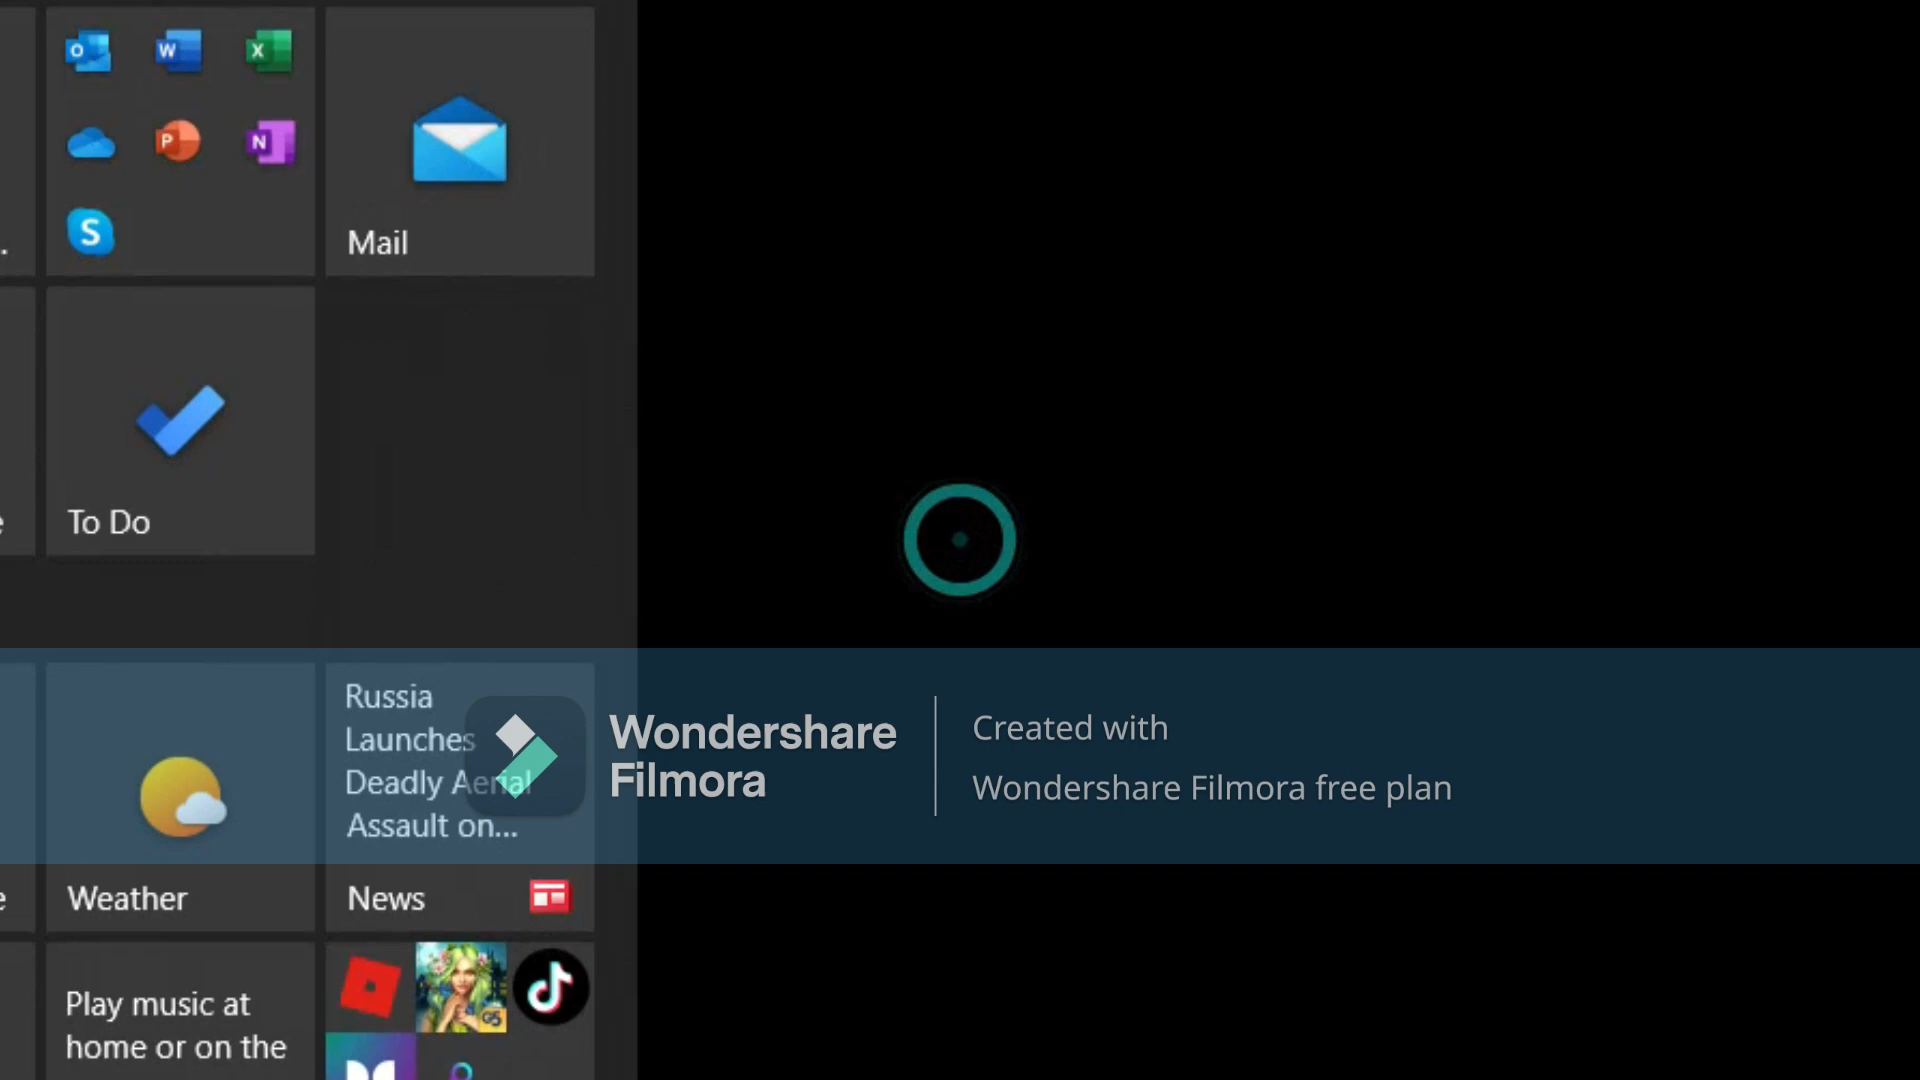 O
W
X
P
N
S
Mail
To Do
Russia
Launches
Deadly Aerial
Assault on...
Wondershare
Filmora
Created with
Wondershare Filmora free plan
e
Weather
News
Play music at
home or on the
G5